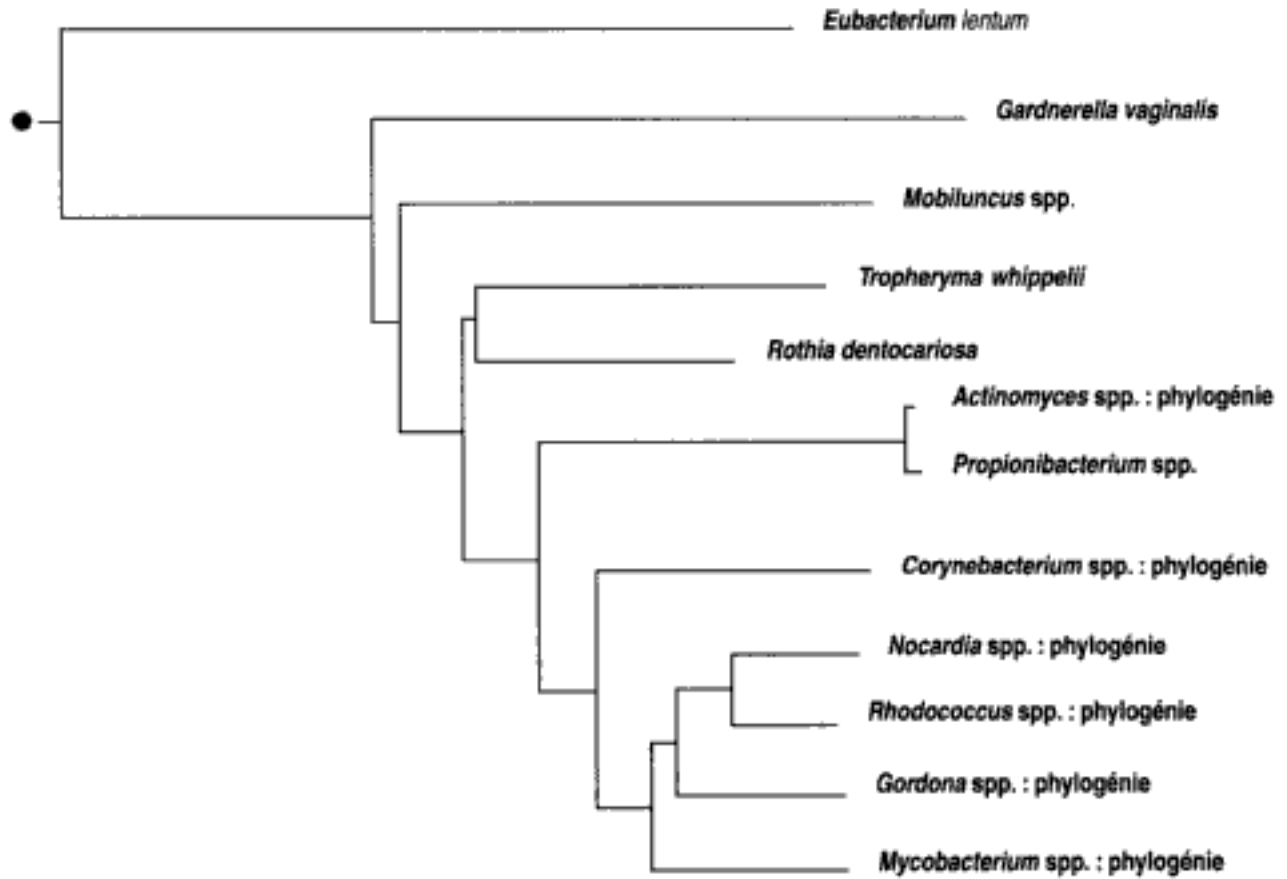 Eubacterium lentum
Gardnerella vaginalis
Mobiluncus spp.
Tropheryma whippelii
Rothia dentocariosa
Actinomyces spp. : phylogénie
Propionibacterium spp.
Corynebacterium spp. : phylogénie
Nocardia spp. : phylogénie
Rhodococcus spp. : phylogénie
Gordona spp. : phylogénie
Mycobacterium spp. : phylogénie